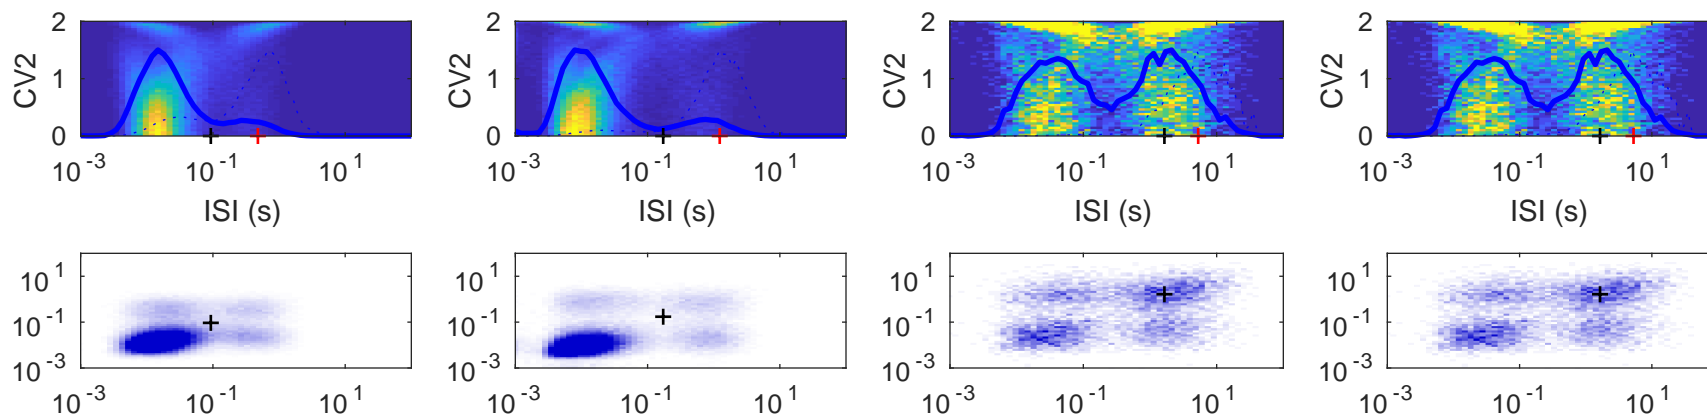 2 2 2 2
CV2 CV2 CV2 CV2
1 1 1 1
0 0 0 0
10^-3 10^-1 10^1 10^-3 10^-1 10^1 10^-3 10^-1 10^1 10^-3 10^-1 10^1
ISI (s) ISI (s) ISI (s) ISI (s)
10^1 10^1 10^1 10^1
10^-1 10^-1 10^-1 10^-1
10^-3 10^-3 10^-3 10^-3
10^-3 10^-1 10^1 10^-3 10^-1 10^1 10^-3 10^-1 10^1 10^-3 10^-1 10^1